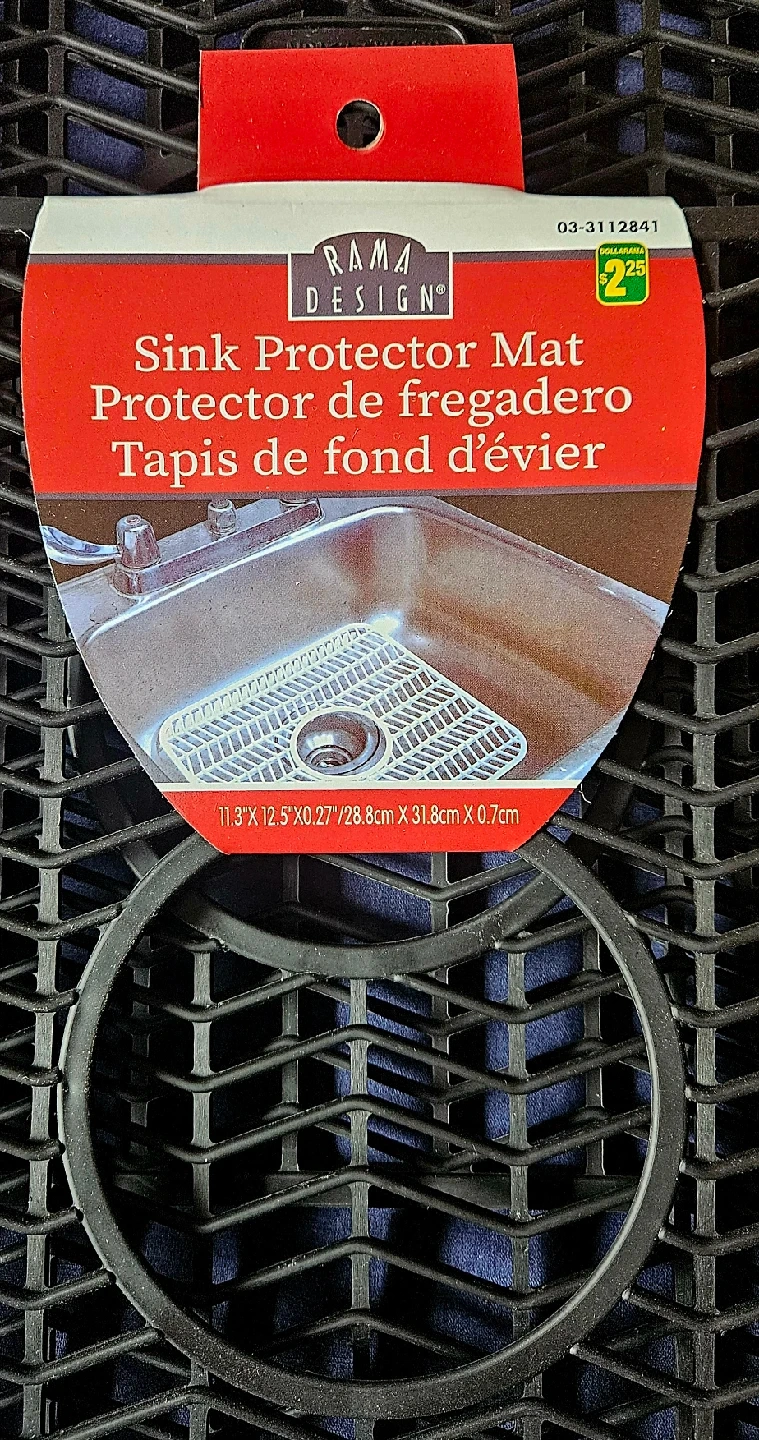 03-3112841
DOLLARAMA
$2 25
RAMA
DESIGN®
Sink Protector Mat
Protector de fregadero
Tapis de fond d'évier
11.3"X 12.5"X0.27"/28.8cm X 31.8cm X 0.7cm